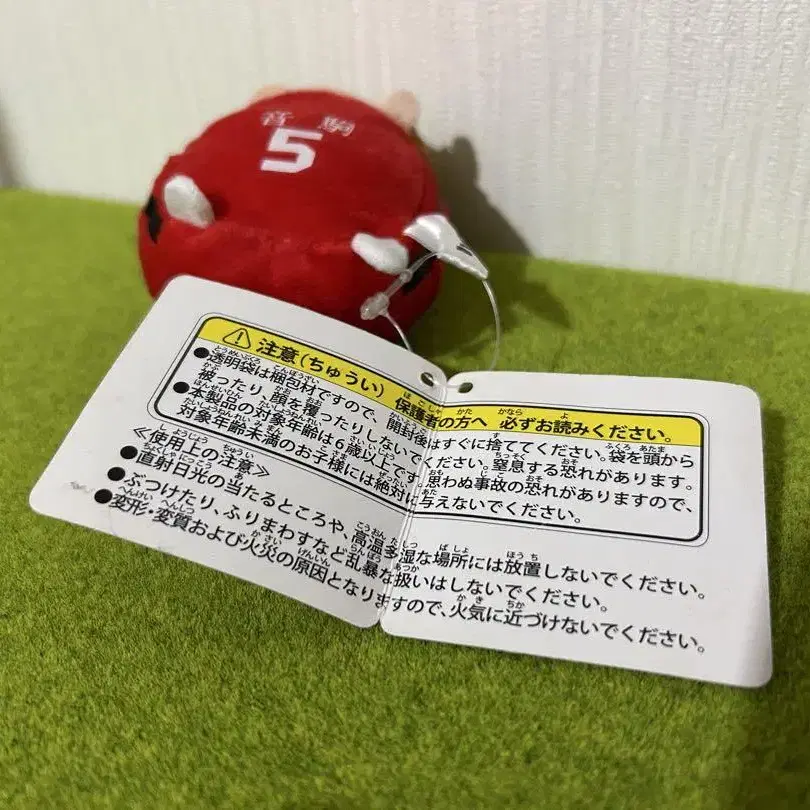 音駒
5
注意(ちゅうい) 保護者の方へ 必ずお読みください。
●透明袋は梱包材ですので、開封後はすぐに捨ててください。袋を頭から
被ったり、顔を覆ったりしないでください。窒息する恐れがあります。
●本製品の対象年齢は6歳以上です。思わぬ事故の恐れがありますので、
対象年齢未満のお子様には絶対に与えないでください。
≪使用上の注意≫
●直射日光の当たるところや、高温多湿な場所には放置しないでください。
●ぶつけたり、ふりまわすなど乱暴な扱いはしないでください。
●変形・変質および火災の原因となりますので、火気に近づけないでください。